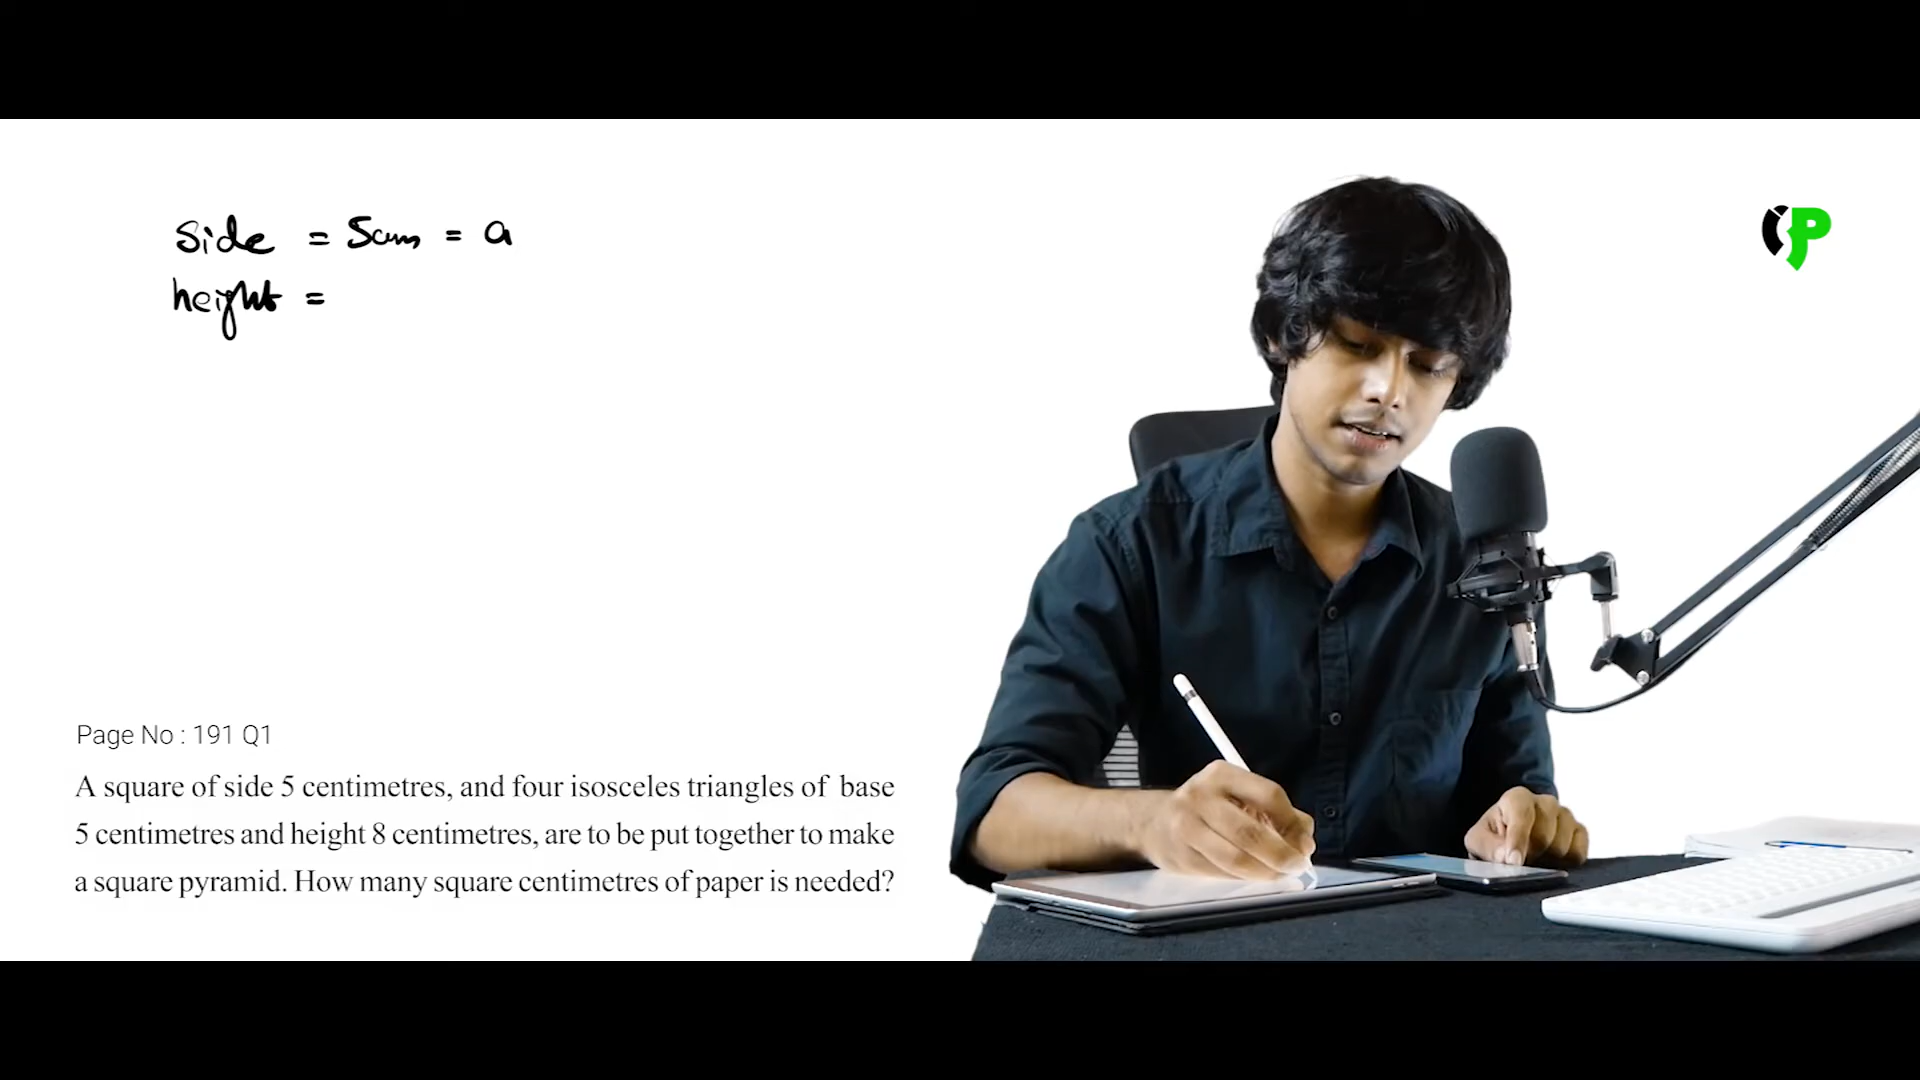 side = 5cm = a
height =
Page No : 191 Q1
A square of side 5 centimetres, and four isosceles triangles of base
5 centimetres and height 8 centimetres, are to be put together to make
a square pyramid. How many square centimetres of paper is needed?